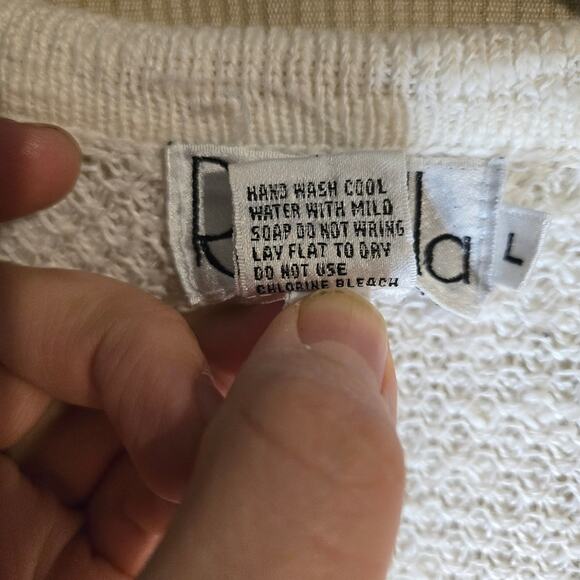 HAND WASH COOL
WATER WITH MILD
SOAP DO NOT WRING
LAY FLAT TO DRY
DO NOT USE
CHLORINE BLEACH
L